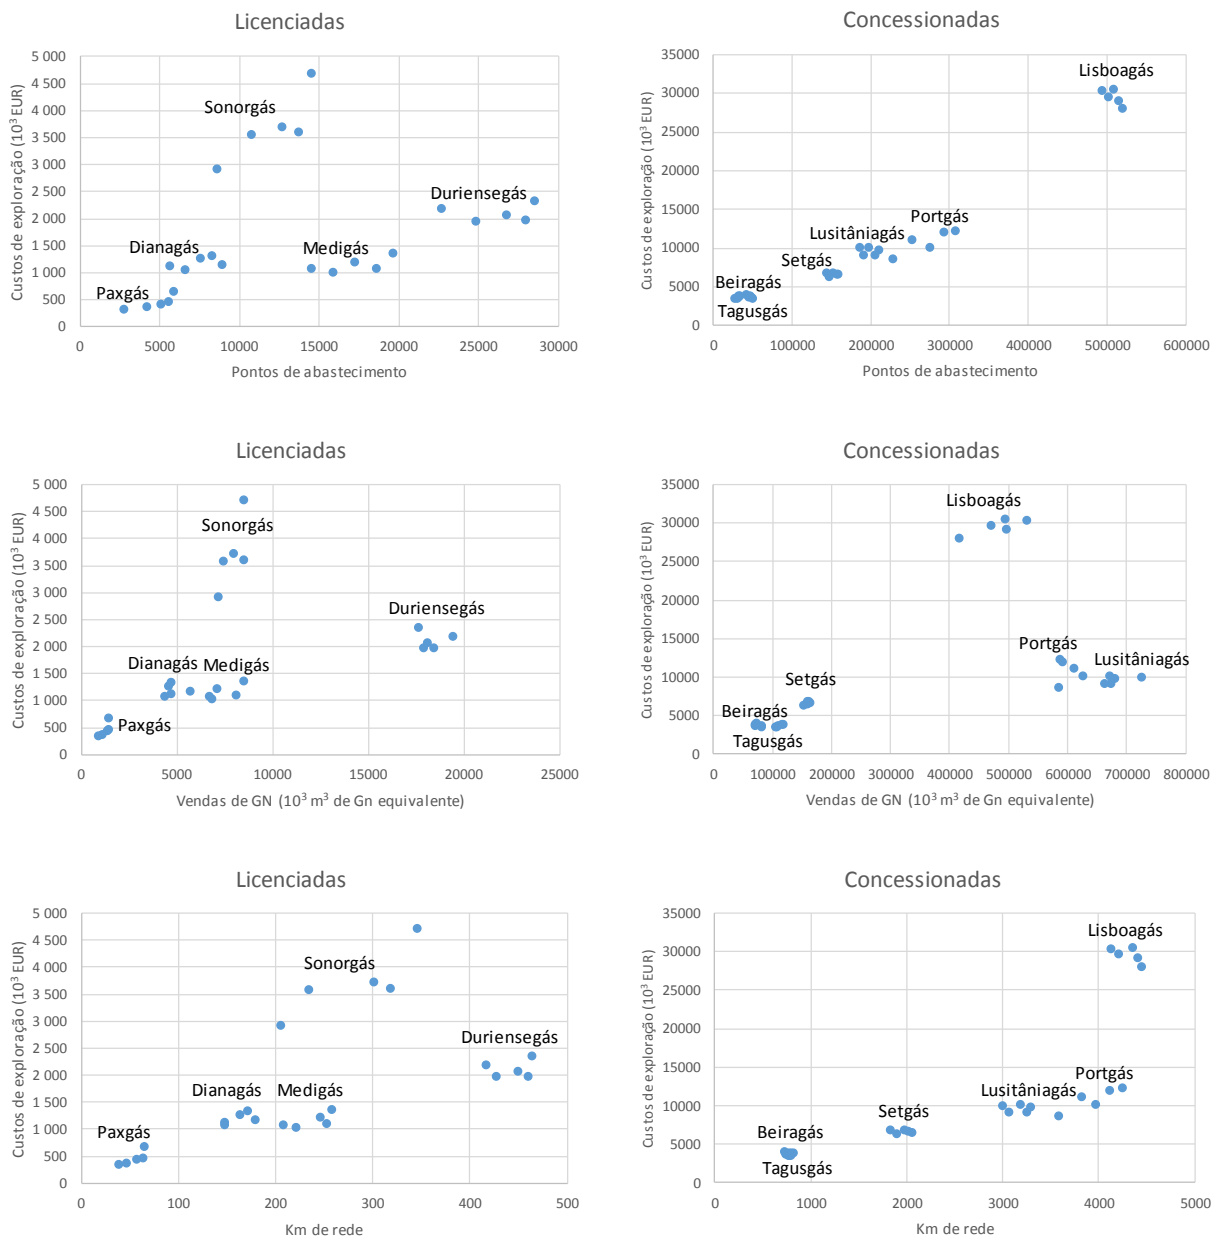 Licenciadas
Custos de exploração (10³ EUR)
5 000
4 500
4 000
3 500
3 000
2 500
2 000
1 500
1 000
500
0
Sonorgás
Duriensegás
Dianagás
Medigás
Paxgás
0 5000 10000 15000 20000 25000 30000
Pontos de abastecimento
Concessionadas
Custos de exploração (10³ EUR)
35000
30000
25000
20000
15000
10000
5000
0
Lisboagás
Portgás
Lusitâniagás
Setgás
Beiragás
Tagusgás
0 100000 200000 300000 400000 500000 600000
Pontos de abastecimento
Licenciadas
Custos de exploração (10³ EUR)
5 000
4 500
4 000
3 500
3 000
2 500
2 000
1 500
1 000
500
0
Sonorgás
Duriensegás
Dianagás Medigás
Paxgás
0 5000 10000 15000 20000 25000
Vendas de GN (10³ m³ de Gn equivalente)
Concessionadas
Custos de exploração (10³ EUR)
35000
30000
25000
20000
15000
10000
5000
0
Lisboagás
Portgás
Lusitâniagás
Setgás
Beiragás
Tagusgás
0 100000 200000 300000 400000 500000 600000 700000 800000
Vendas de GN (10³ m³ de Gn equivalente)
Licenciadas
Custos de exploração (10³ EUR)
5 000
4 500
4 000
3 500
3 000
2 500
2 000
1 500
1 000
500
0
Sonorgás
Duriensegás
Dianagás Medigás
Paxgás
0 100 200 300 400 500
Km de rede
Concessionadas
Custos de exploração (10³ EUR)
35000
30000
25000
20000
15000
10000
5000
0
Lisboagás
Portgás
Lusitâniagás
Setgás
Beiragás
Tagusgás
0 1000 2000 3000 4000 5000
Km de rede